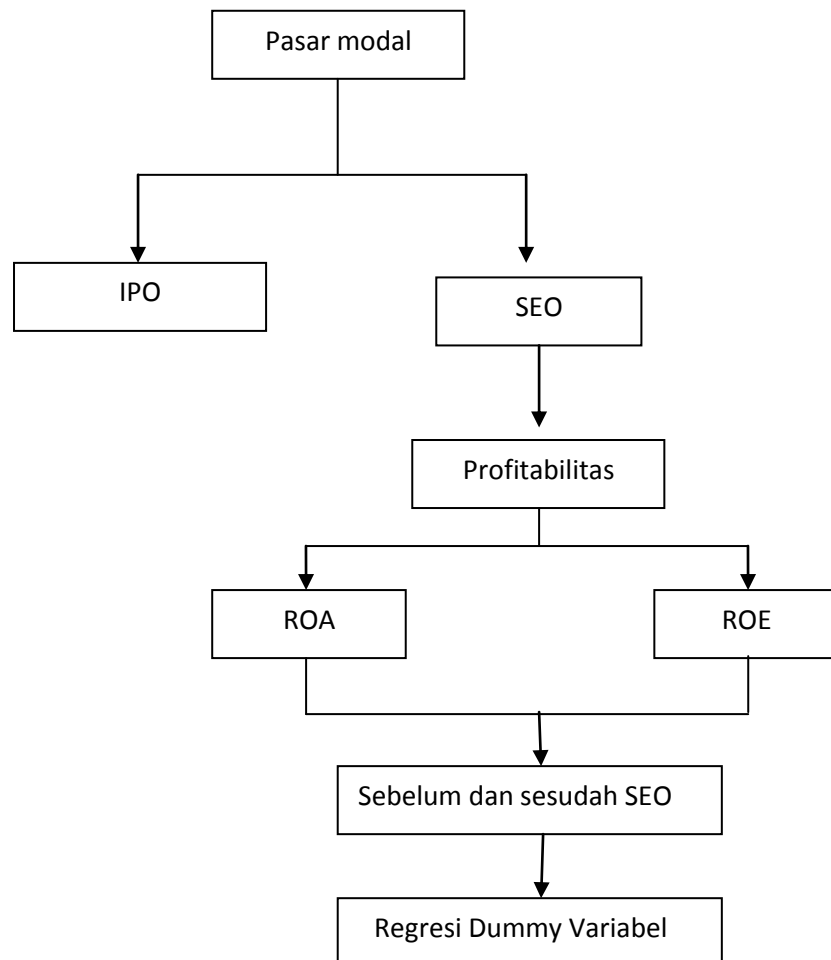 Pasar modal
IPO
SEO
Profitabilitas
ROA
ROE
Sebelum dan sesudah SEO
Regresi Dummy Variabel